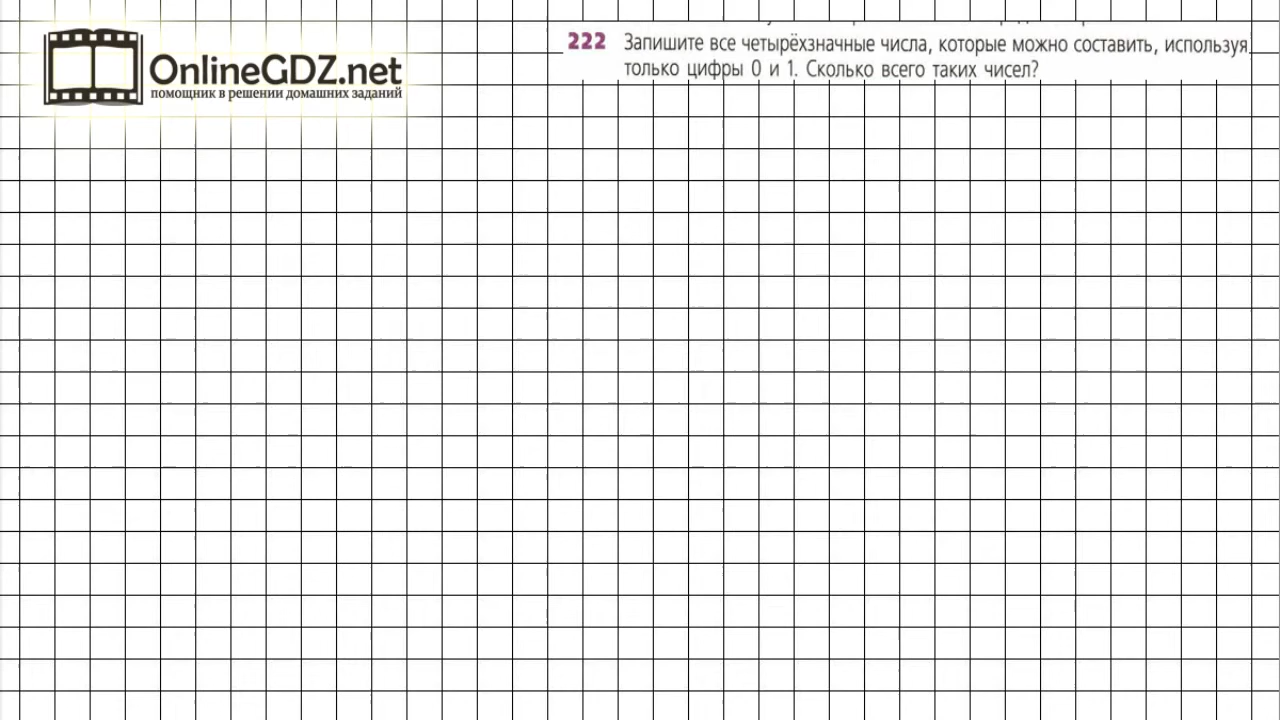 OnlineGDZ.net
помощник в решении домашних заданий
222 Запишите все четырёхзначные числа, которые можно составить, используя
только цифры 0 и 1. Сколько всего таких чисел?